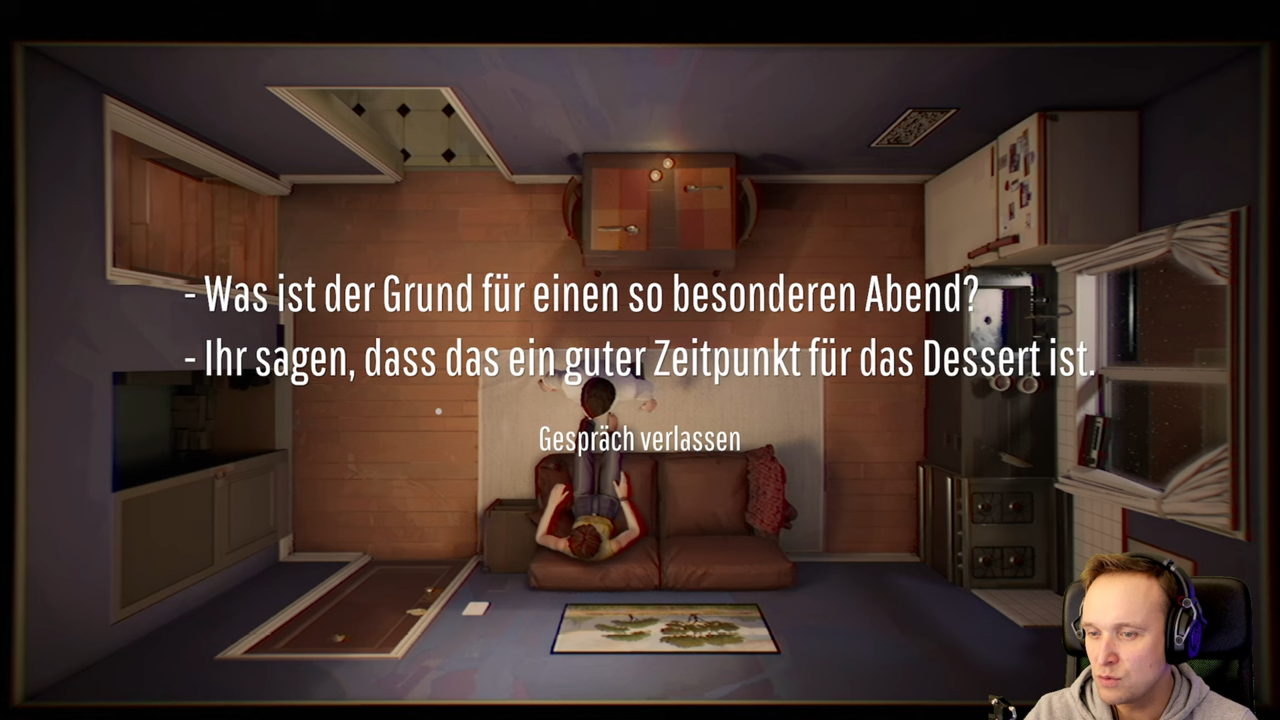 - Was ist der Grund für einen so besonderen Abend?
- Ihr sagen, dass das ein guter Zeitpunkt für das Dessert ist.
Gespräch verlassen